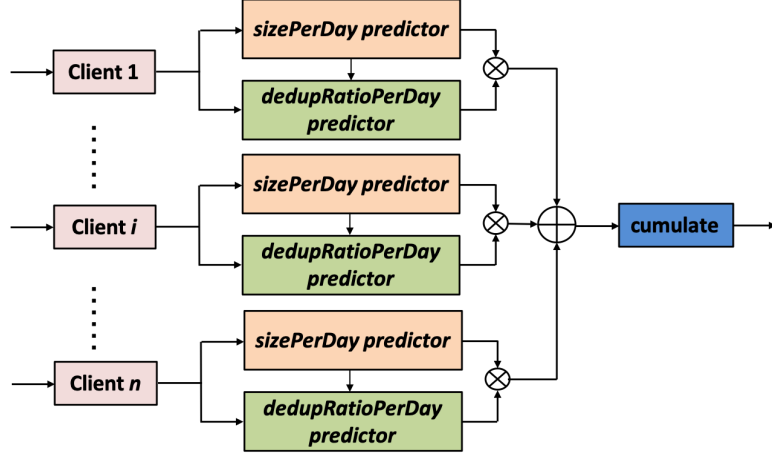 sizePerDay predictor
Client 1
dedupRatioPerDay
predictor
sizePerDay predictor
Client i
dedupRatioPerDay
predictor
cumulate
sizePerDay predictor
Client n
dedupRatioPerDay
predictor